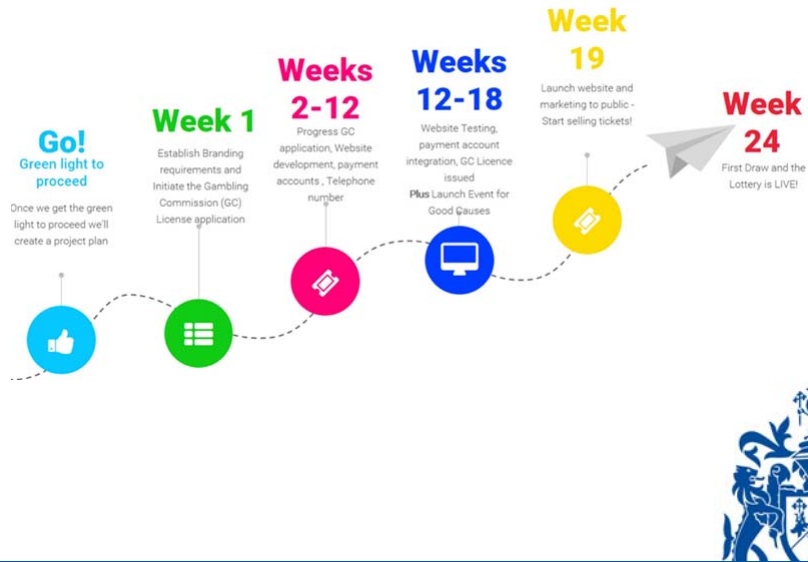 Go!
Green light to
proceed
Once we get the green
light to proceed we'll
create a project plan
Week 1
Establish Branding
requirements and
Initiate the Gambling
Commission (GC)
License application
Weeks
2-12
Progress GC
application, Website
development, payment
accounts , Telephone
number
Weeks
12-18
Website Testing,
payment account
integration, GC Licence
issued
Plus Launch Event for
Good Causes
Week
19
Launch website and
marketing to public -
Start selling tickets!
Week
24
First Draw and the
Lottery is LIVE!